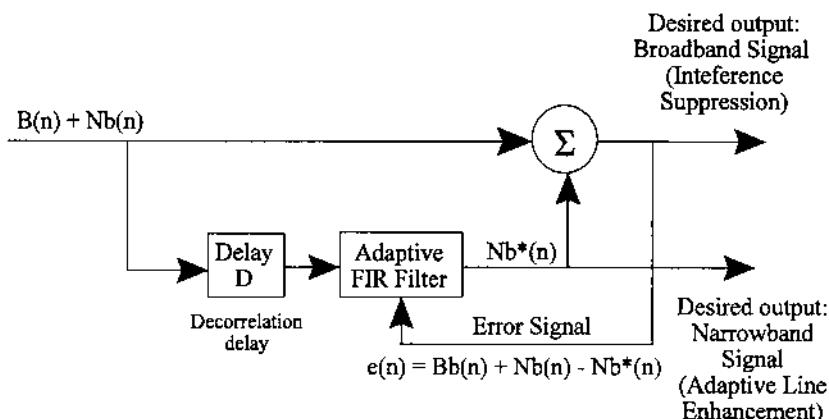 Desired output:
Broadband Signal
(Inteference
Suppression)
B(n) + Nb(n)
Σ
Delay
D
Adaptive
FIR Filter
Nb*(n)
Decorrelation
delay
Error Signal
e(n) = Bb(n) + Nb(n) - Nb*(n)
Desired output:
Narrowband
Signal
(Adaptive Line
Enhancement)